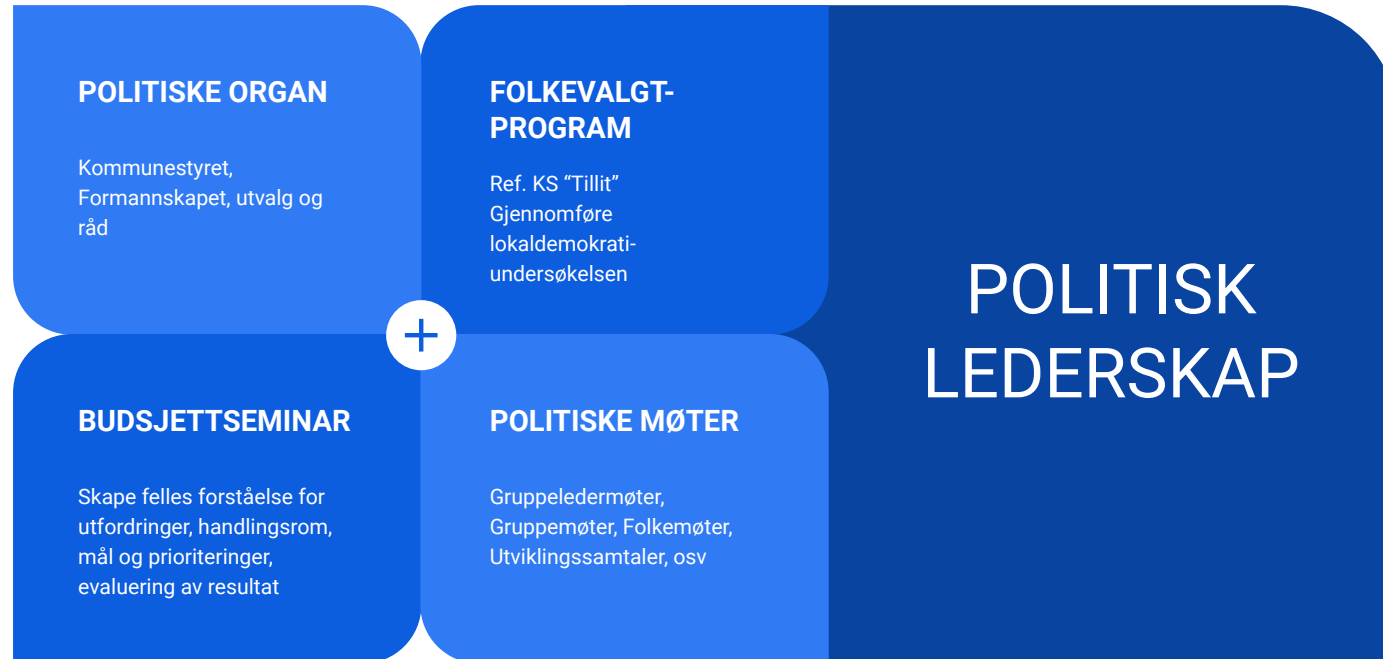 POLITISKE ORGAN
Kommunestyret,
Formannskapet, utvalg og
råd
FOLKEVALGT-
PROGRAM
Ref. KS “Tillit”
Gjennomføre
lokaldemokrati-
undersøkelsen
BUDSJETTSEMINAR
Skape felles forståelse for
utfordringer, handlingsrom,
mål og prioriteringer,
evaluering av resultat
POLITISKE MØTER
Gruppeledermøter,
Gruppemøter, Folkemøter,
Utviklingssamtaler, osv
POLITISK
LEDERSKAP